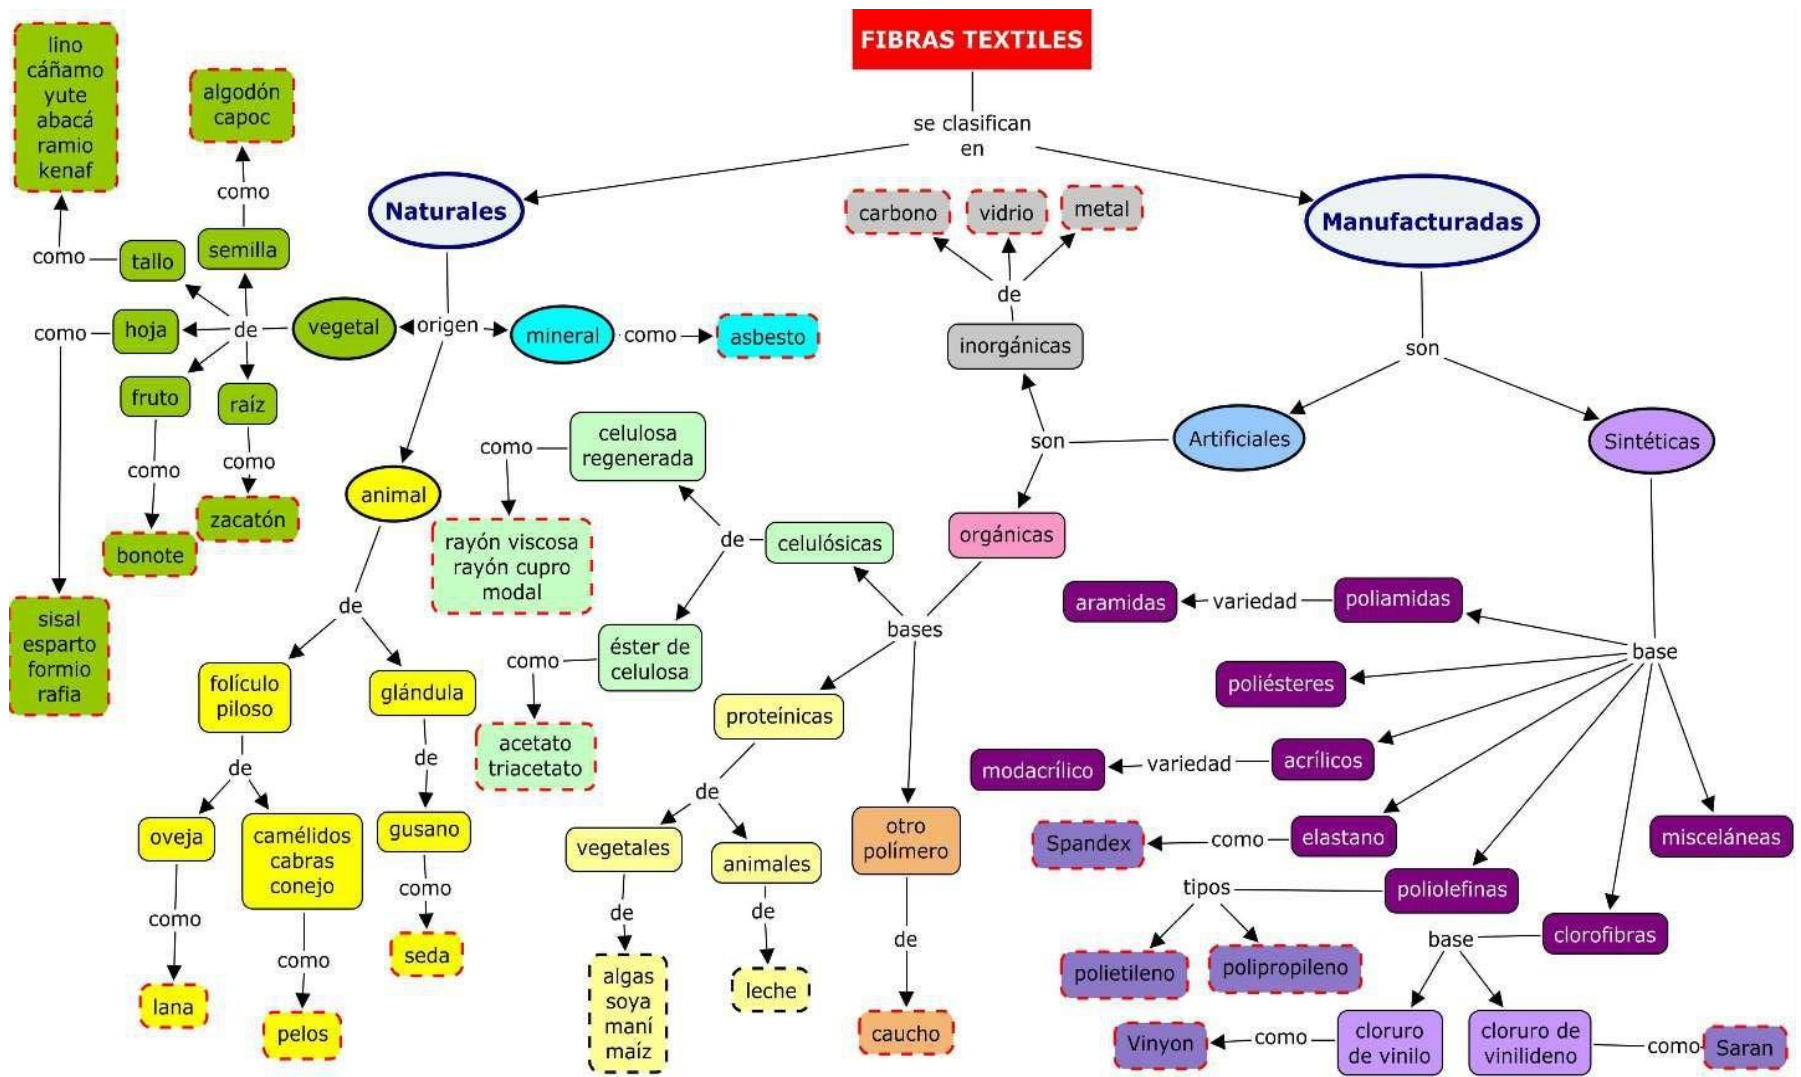 FIBRAS TEXTILES
se clasifican
en
Naturales
Manufacturadas
origen
vegetal
mineral
como
asbesto
de
semilla
como
algodón
capoc
tallo
como
lino
cáñamo
yute
abacá
ramio
kenaf
hoja
como
sisal
esparto
formio
rafia
fruto
como
bonote
raíz
como
zacatón
animal
de
folículo
piloso
de
oveja
como
lana
camélidos
cabras
conejo
como
pelos
glándula
de
gusano
como
seda
son
Artificiales
son
inorgánicas
de
carbono
vidrio
metal
orgánicas
bases
celulósicas
de
celulosa
regenerada
como
rayón viscosa
rayón cupro
modal
éster de
celulosa
como
acetato
triacetato
proteínicas
de
vegetales
de
algas
soya
maní
maíz
animales
de
leche
otro
polímero
de
caucho
Sintéticas
base
poliamidas
variedad
aramidas
poliésteres
acrílicos
variedad
modacrílico
elastano
como
Spandex
poliolefinas
tipos
polietileno
polipropileno
clorofibras
base
cloruro
de vinilo
como
Vinyon
cloruro de
vinilideno
como
Saran
misceláneas